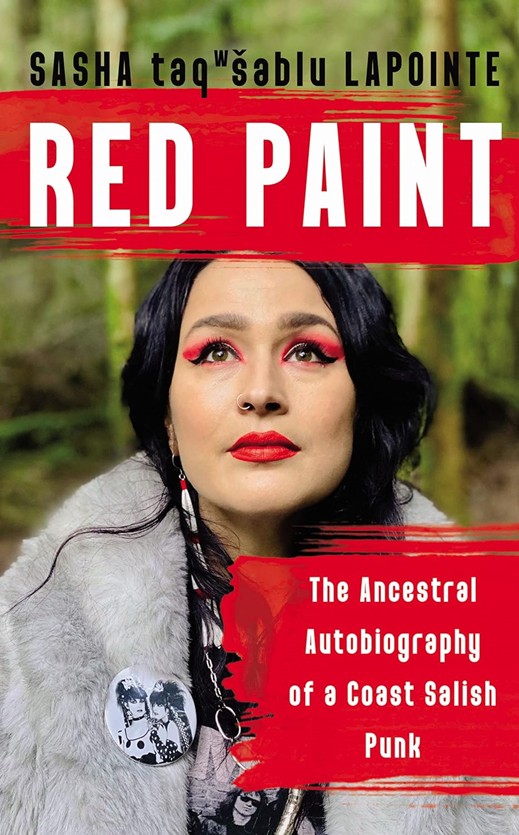 SASHA taqʷšəblu LAPOINTE
RED PAINT
The Ancestral
Autobiography
of a Coast Salish
Punk